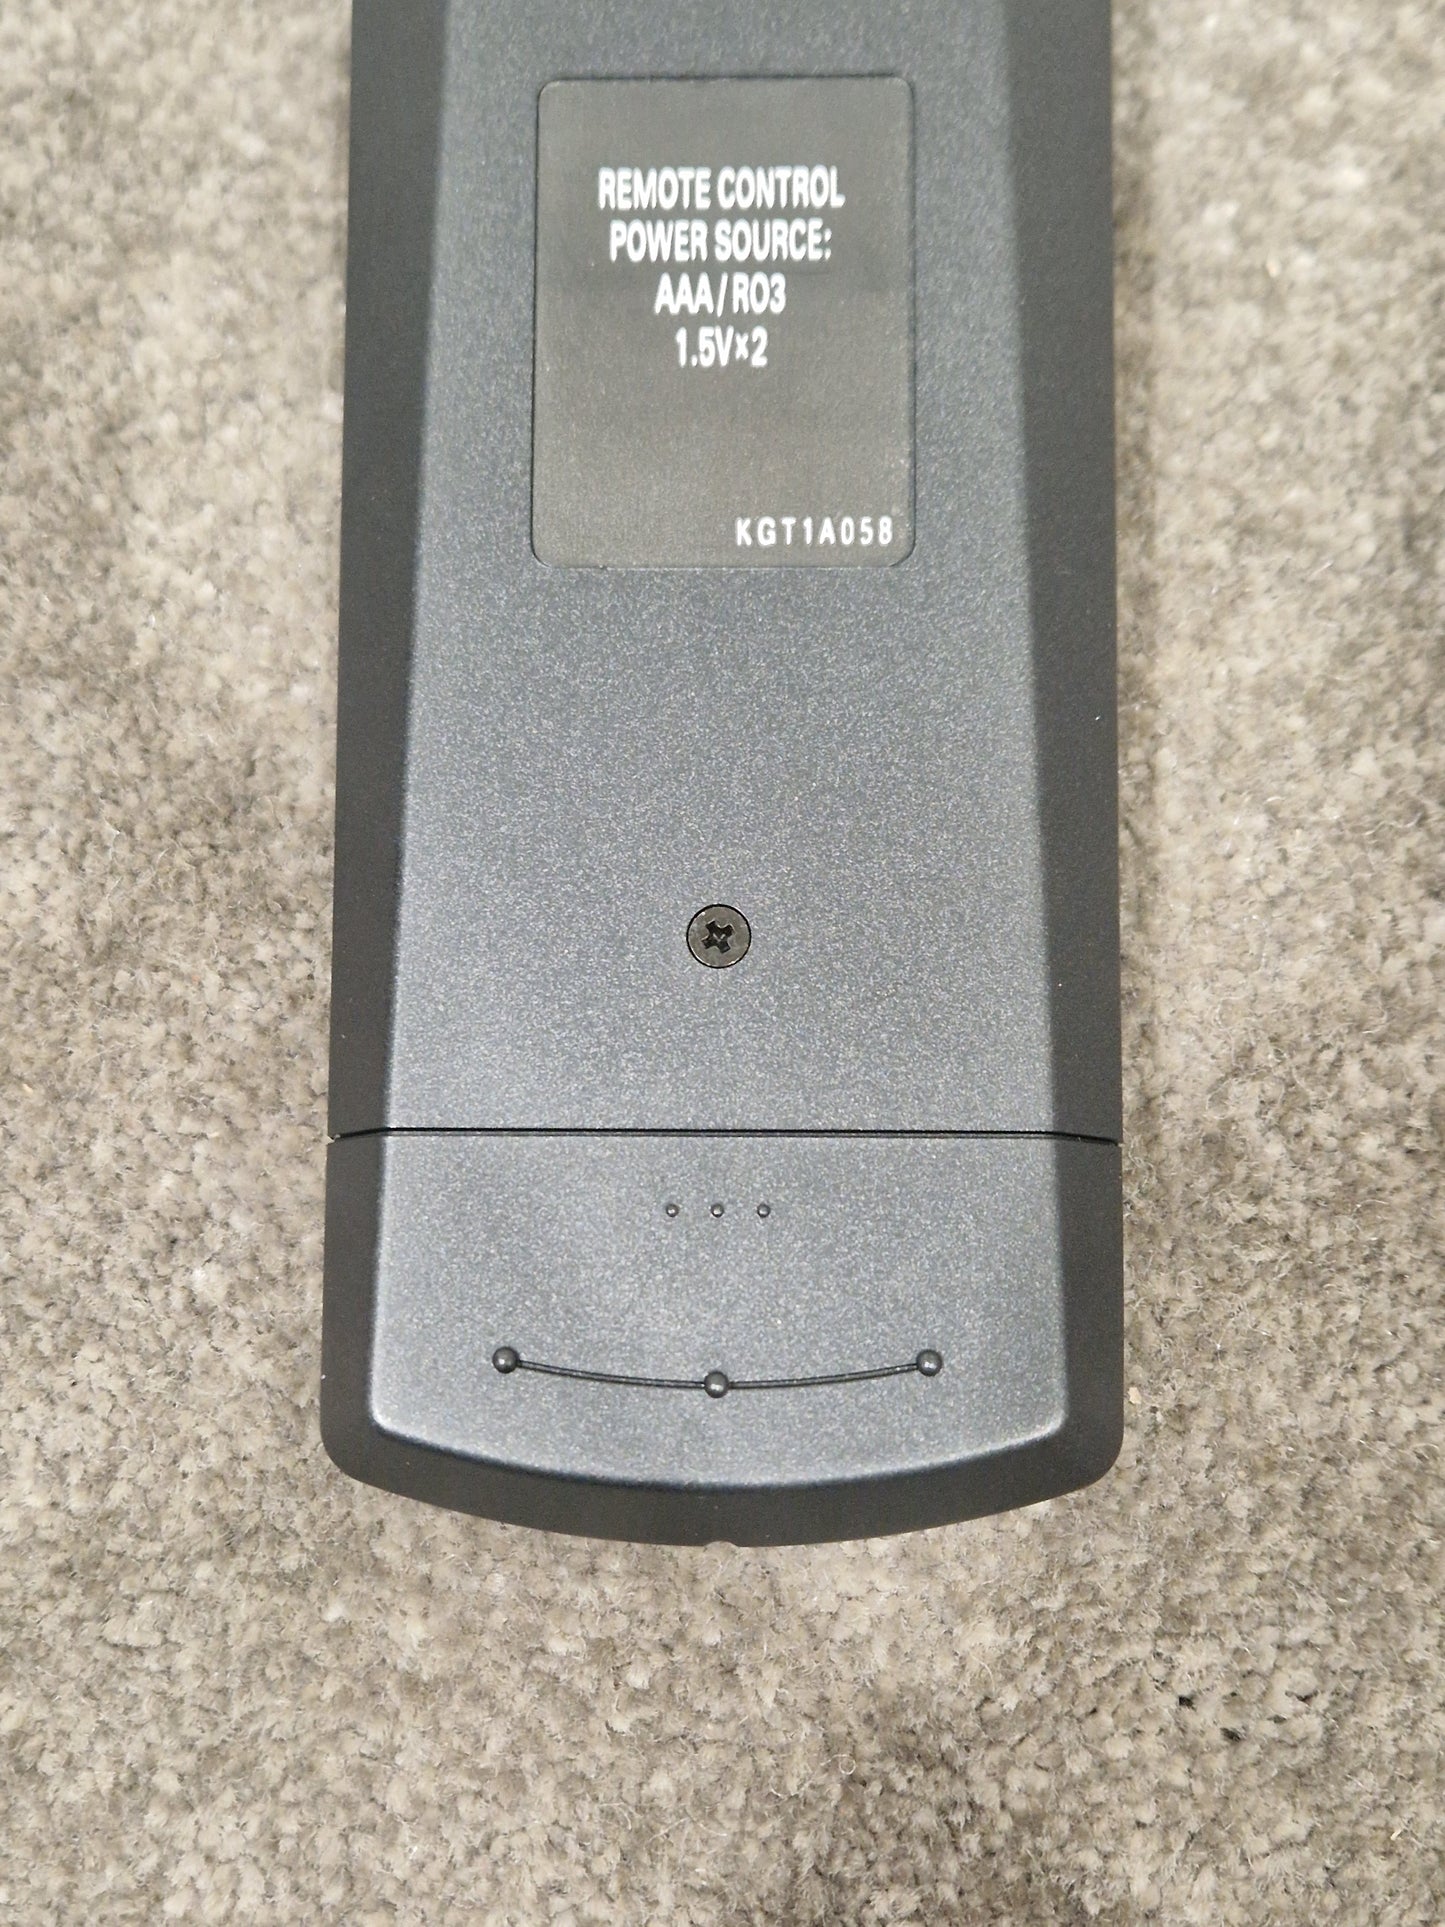 REMOTE CONTROL
POWER SOURCE:
AAA/RO3
1.5V×2
KGT1A058